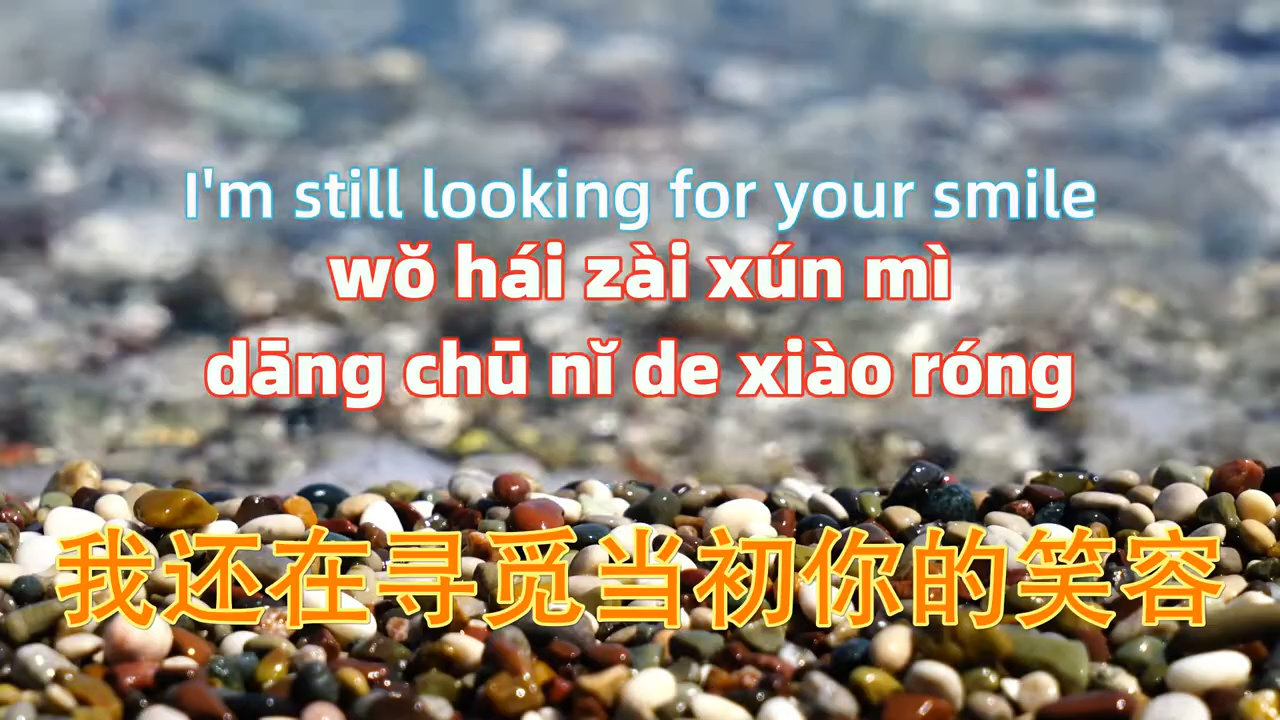 I'm still looking for your smile
wǒ hái zài xún mì
dāng chū nǐ de xiào róng
我还在寻觅当初你的笑容